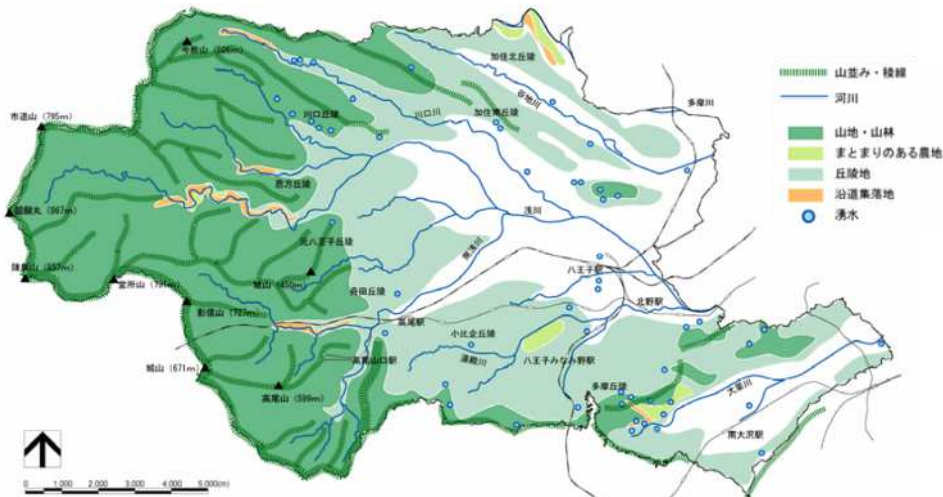 今熊山 (506m)
加住北丘陵
谷地川
多摩川
市道山 (795m)
川口丘陵
川口川
加住南丘陵
恩方丘陵
醍醐丸 (867m)
元八王子丘陵
浅川
南浅川
陣馬山 (857m)
堂所山 (731m)
城山 (450m)
舟田丘陵
八王子駅
北野駅
影信山 (727m)
高尾駅
小比企丘陵
高尾山口駅
湯殿川
八王子みなみ野駅
城山 (671m)
高尾山 (599m)
多摩丘陵
大栗川
南大沢駅
山並み・稜線
河川
山地・山林
まとまりのある農地
丘陵地
沿道集落地
湧水
0 1,000 2,000 3,000 4,000 5,000(m)